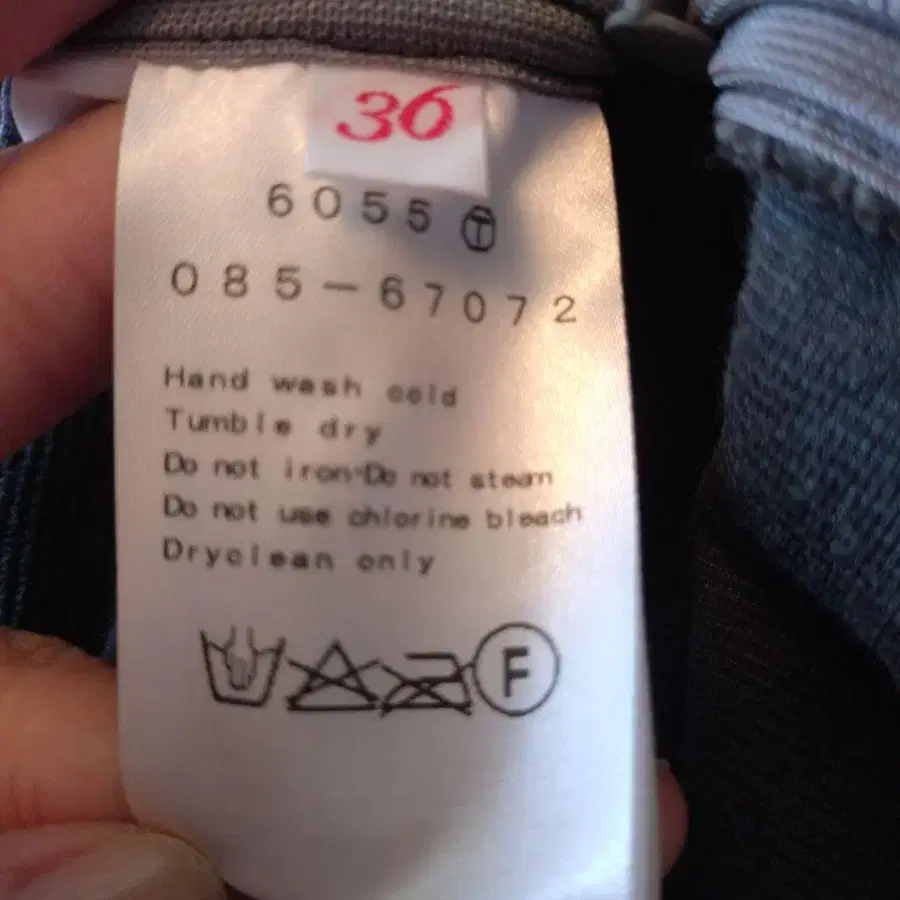 36
6055 Ⓣ
085-67072
Hand wash cold
Tumble dry
Do not iron·Do not steam
Do not use chlorine bleach
Dryclean only
F